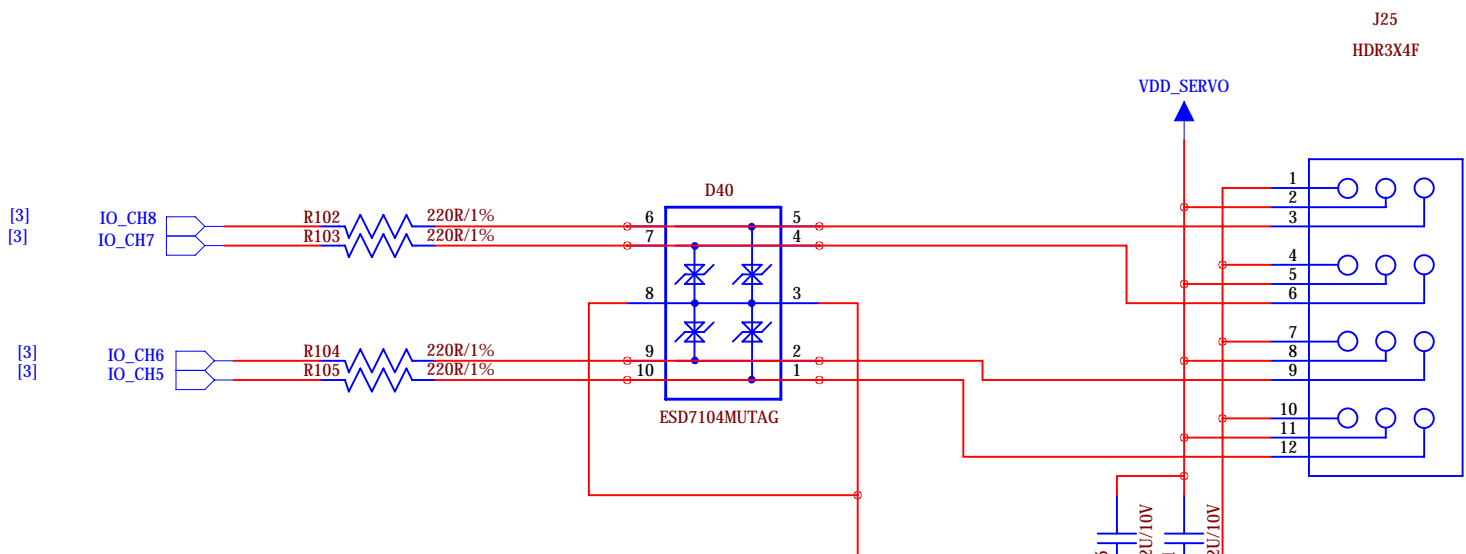 J25
HDR3X4F
VDD_SERVO
D40
[3] IO_CH8 R102 220R/1% 6 5
[3] IO_CH7 R103 220R/1% 7 4
8 3
[3] IO_CH6 R104 220R/1% 9 2
[3] IO_CH5 R105 220R/1% 10 1
ESD7104MUTAG
1
2
3
4
5
6
7
8
9
10
11
12
2U/10V
2U/10V